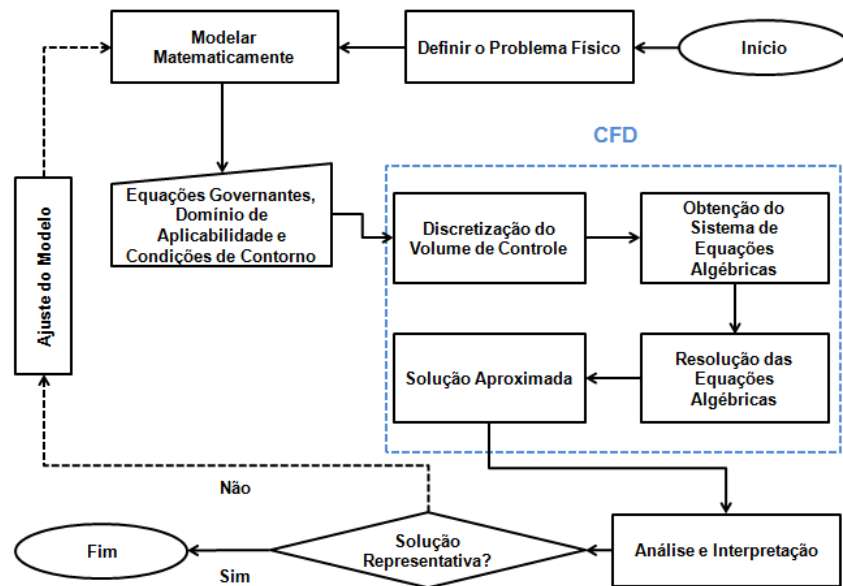 Modelar
Matematicamente
Definir o Problema Físico
Início
CFD
Equações Governantes,
Domínio de
Aplicabilidade e
Condições de Contorno
Discretização do
Volume de Controle
Obtenção do
Sistema de
Equações
Algébricas
Ajuste do Modelo
Solução Aproximada
Resolução das
Equações
Algébricas
Não
Fim
Sim
Solução
Representativa?
Análise e Interpretação